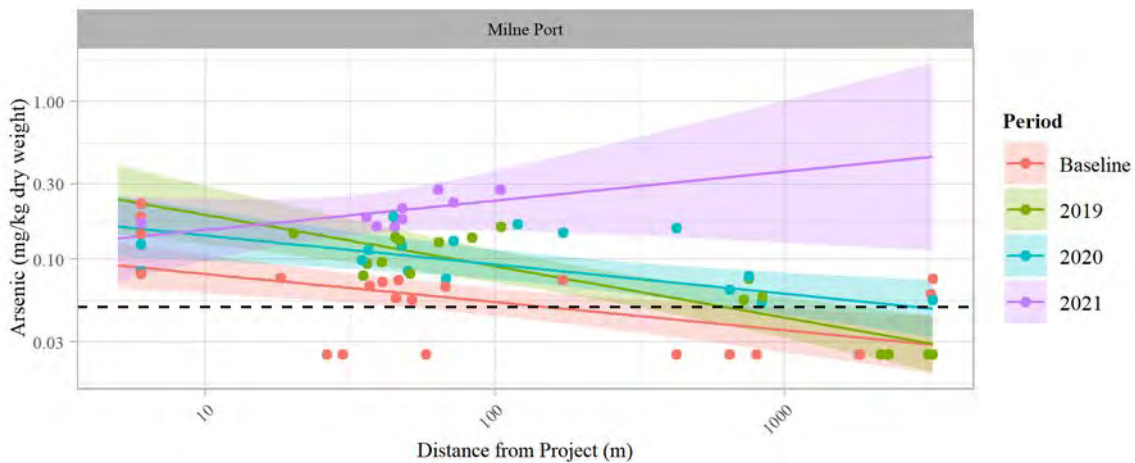 Milne Port
Arsenic (mg/kg dry weight)
1.00
0.30
0.10
0.03
10
100
1000
Distance from Project (m)
Period
Baseline
2019
2020
2021